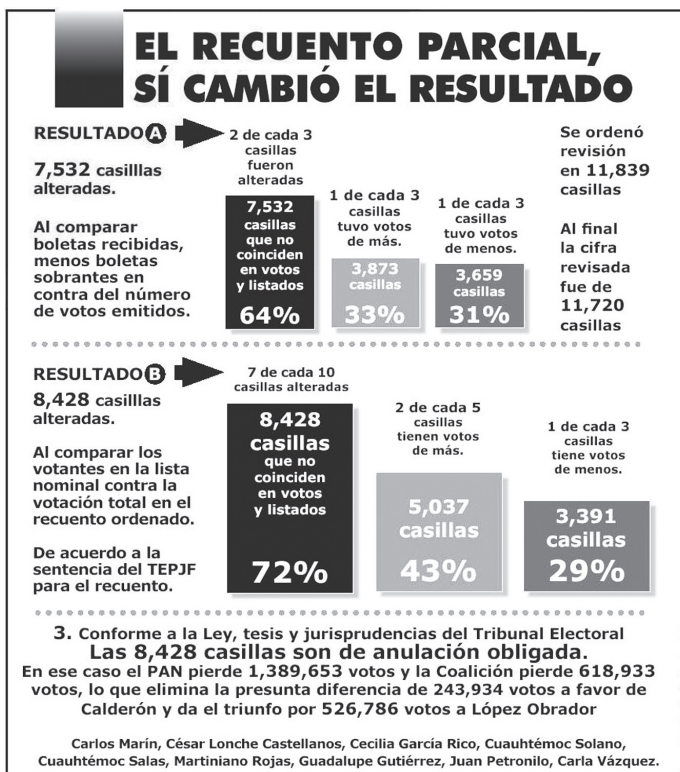 EL RECUENTO PARCIAL,
SÍ CAMBIÓ EL RESULTADO
RESULTADO A
7,532 casilllas
alteradas.
Al comparar
boletas recibidas,
menos boletas
sobrantes en
contra del número
de votos emitidos.
2 de cada 3
casillas
fueron
alteradas
7,532
casillas
que no
coinciden
en votos
y listados
64%
1 de cada 3
casillas
tuvo votos
de más.
3,873
casillas
33%
1 de cada 3
casillas
tuvo votos
de menos.
3,659
casillas
31%
Se ordenó
revisión
en 11,839
casillas
Al final
la cifra
revisada
fue de
11,720
casillas
RESULTADO B
8,428 casilllas
alteradas.
Al comparar los
votantes en la lista
nominal contra la
votación total en el
recuento ordenado.
De acuerdo a la
sentencia del TEPJF
para el recuento.
7 de cada 10
casillas alteradas
8,428
casillas
que no
coinciden
en votos
y listados
72%
2 de cada 5
casillas
tienen votos
de más.
5,037
casillas
43%
1 de cada 3
casillas
tiene votos
de menos.
3,391
casillas
29%
3. Conforme a la Ley, tesis y jurisprudencias del Tribunal Electoral
Las 8,428 casillas son de anulación obligada.
En ese caso el PAN pierde 1,389,653 votos y la Coalición pierde 618,933
votos, lo que elimina la presunta diferencia de 243,934 votos a favor de
Calderón y da el triunfo por 526,786 votos a López Obrador
Carlos Marín, César Lonche Castellanos, Cecilia García Rico, Cuauhtémoc Solano,
Cuauhtémoc Salas, Martiniano Rojas, Guadalupe Gutiérrez, Juan Petronilo, Carla Vázquez.